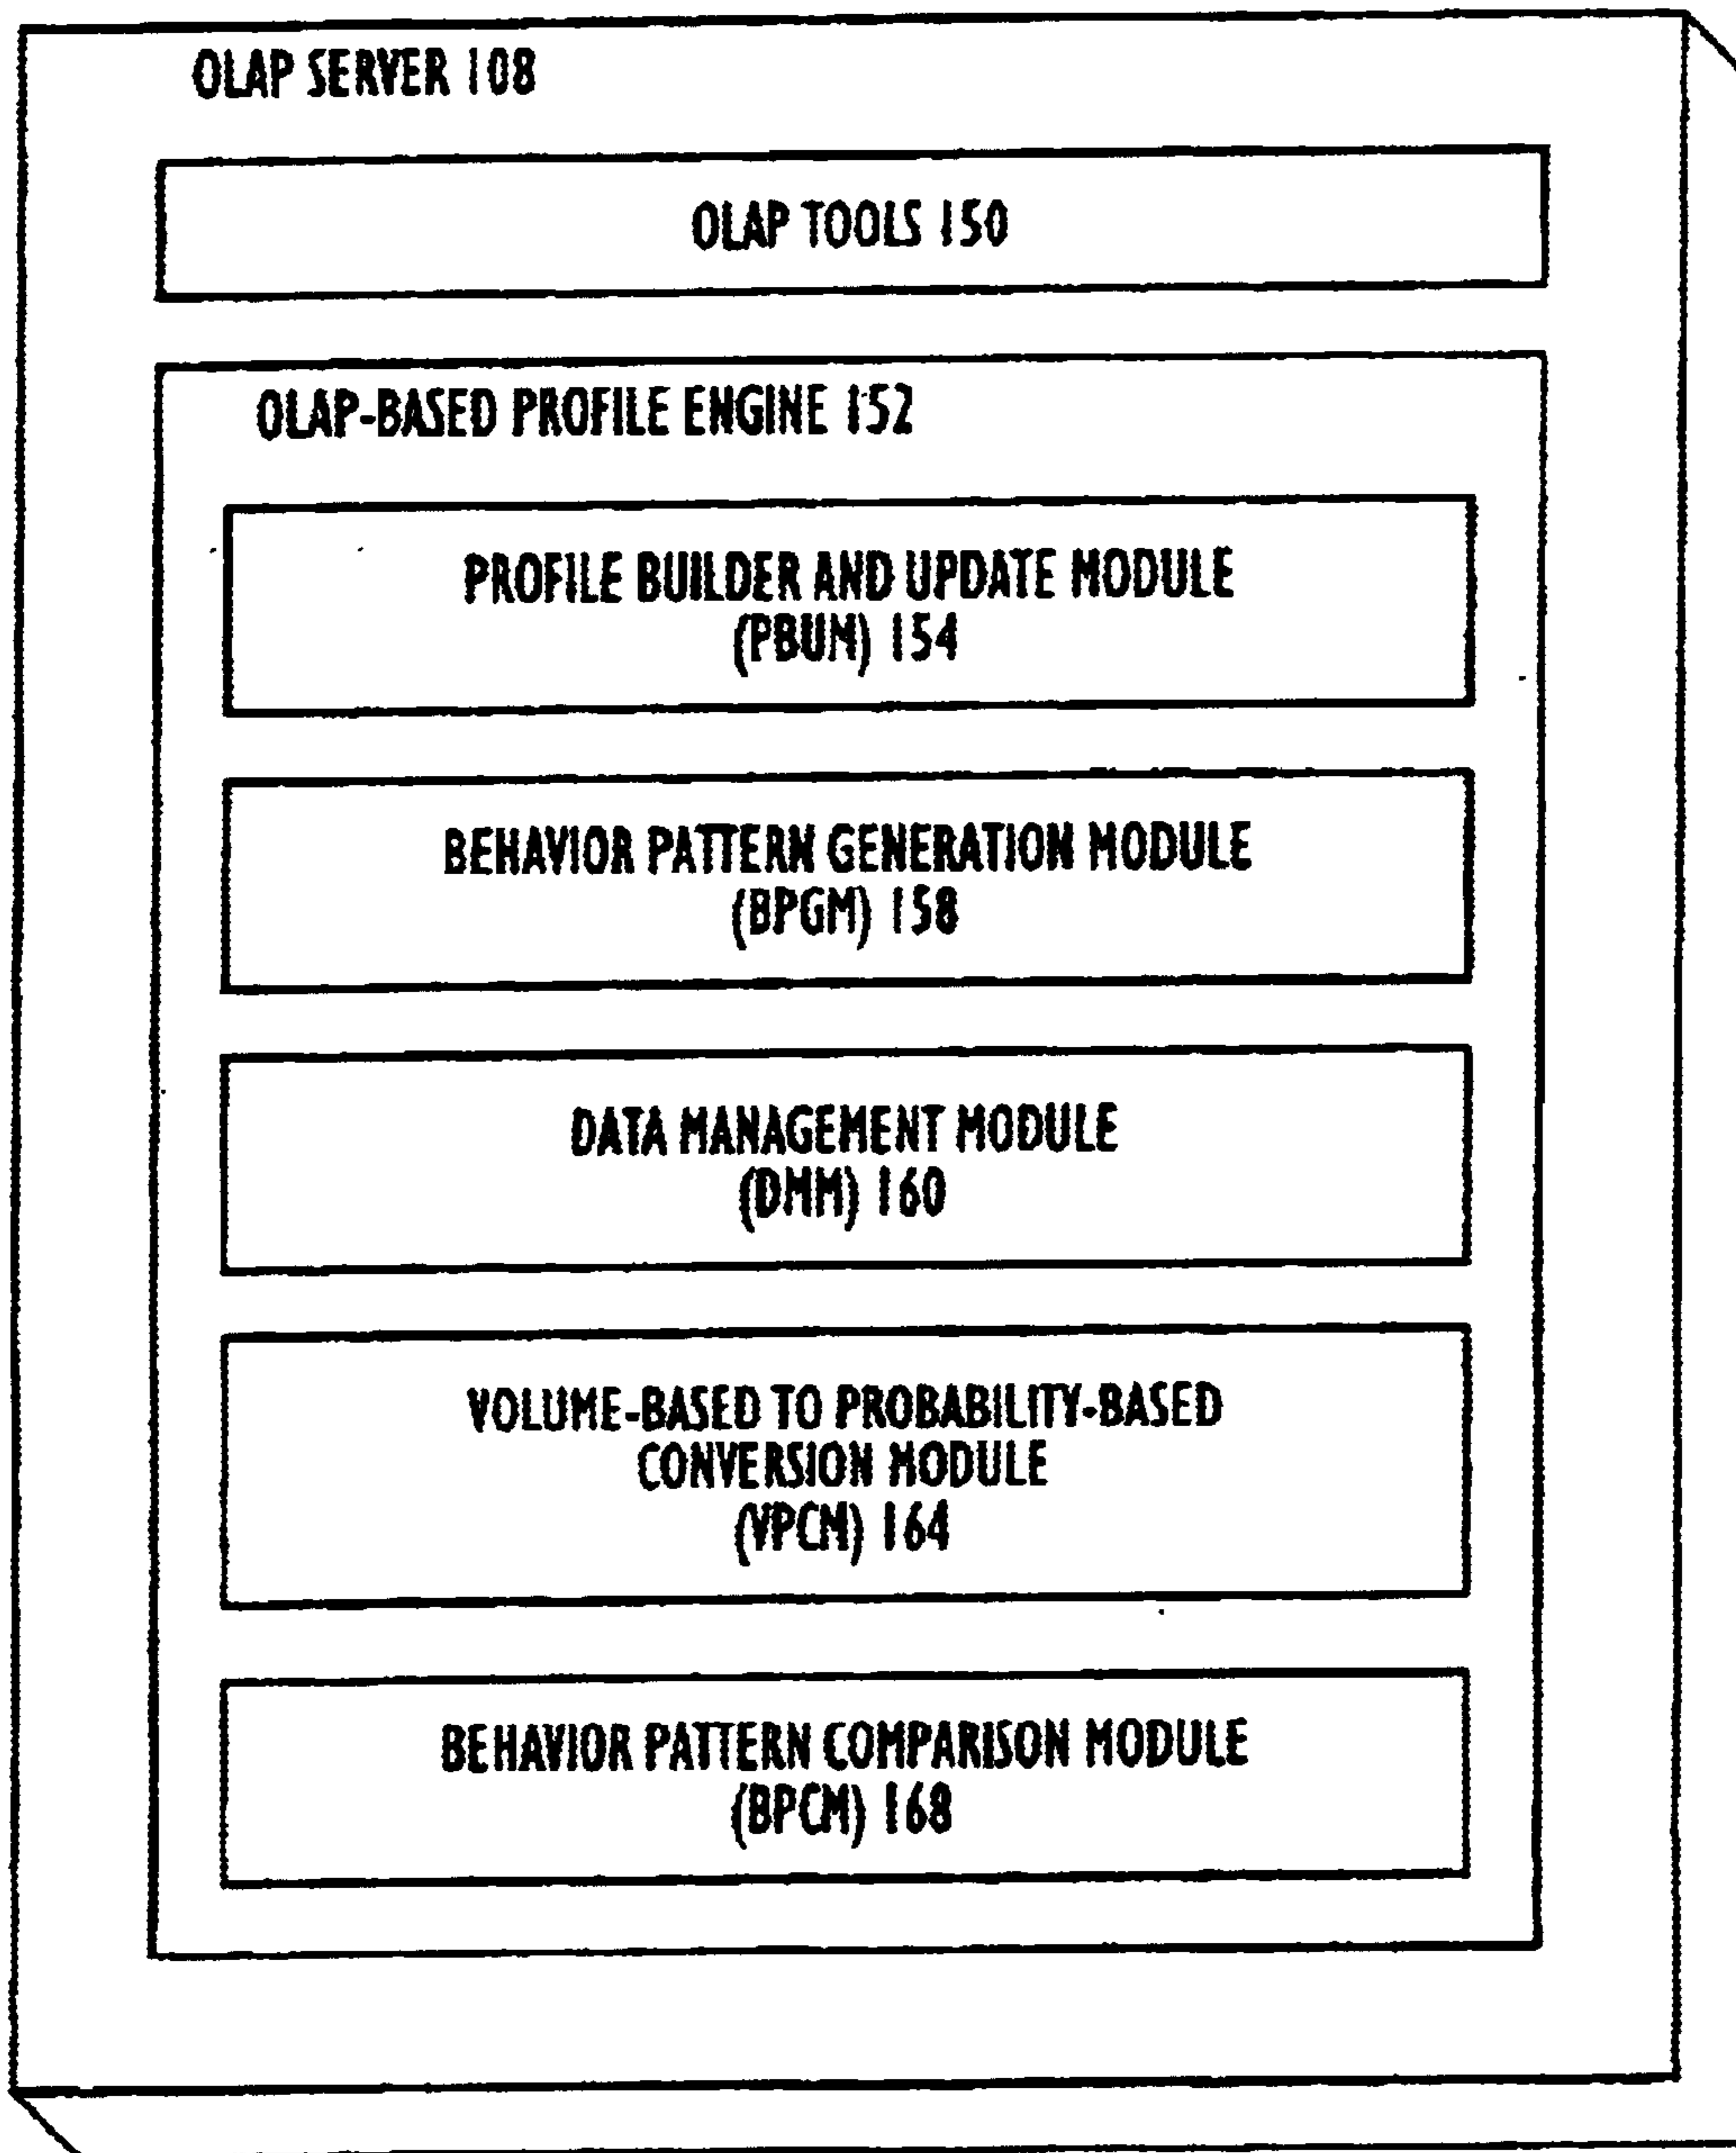 OLAP SERVER 108
OLAP TOOLS 150
OLAP-BASED PROFILE ENGINE 152
PROFILE BUILDER AND UPDATE MODULE
(PBUM) 154
BEHAVIOR PATTERN GENERATION MODULE
(BPGM) 158
DATA MANAGEMENT MODULE
(DMM) 160
VOLUME-BASED TO PROBABILITY-BASED
CONVERSION MODULE
(VPCM) 164
BEHAVIOR PATTERN COMPARISON MODULE
(BPCM) 168